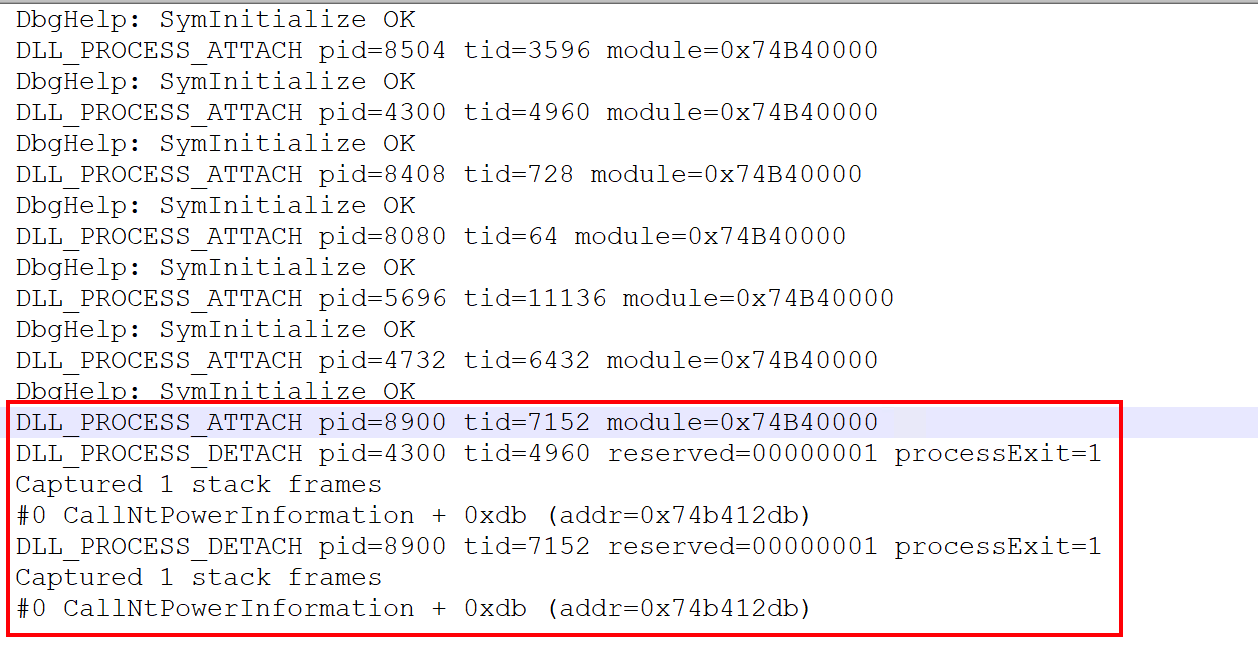 DbgHelp: SymInitialize OK
DLL_PROCESS_ATTACH pid=8504 tid=3596 module=0x74B40000
DbgHelp: SymInitialize OK
DLL_PROCESS_ATTACH pid=4300 tid=4960 module=0x74B40000
DbgHelp: SymInitialize OK
DLL_PROCESS_ATTACH pid=8408 tid=728 module=0x74B40000
DbgHelp: SymInitialize OK
DLL_PROCESS_ATTACH pid=8080 tid=64 module=0x74B40000
DbgHelp: SymInitialize OK
DLL_PROCESS_ATTACH pid=5696 tid=11136 module=0x74B40000
DbgHelp: SymInitialize OK
DLL_PROCESS_ATTACH pid=4732 tid=6432 module=0x74B40000
DbgHelp: SymInitialize OK
DLL_PROCESS_ATTACH pid=8900 tid=7152 module=0x74B40000
DLL_PROCESS_DETACH pid=4300 tid=4960 reserved=00000001 processExit=1
Captured 1 stack frames
#0 CallNtPowerInformation + 0xdb (addr=0x74b412db)
DLL_PROCESS_DETACH pid=8900 tid=7152 reserved=00000001 processExit=1
Captured 1 stack frames
#0 CallNtPowerInformation + 0xdb (addr=0x74b412db)